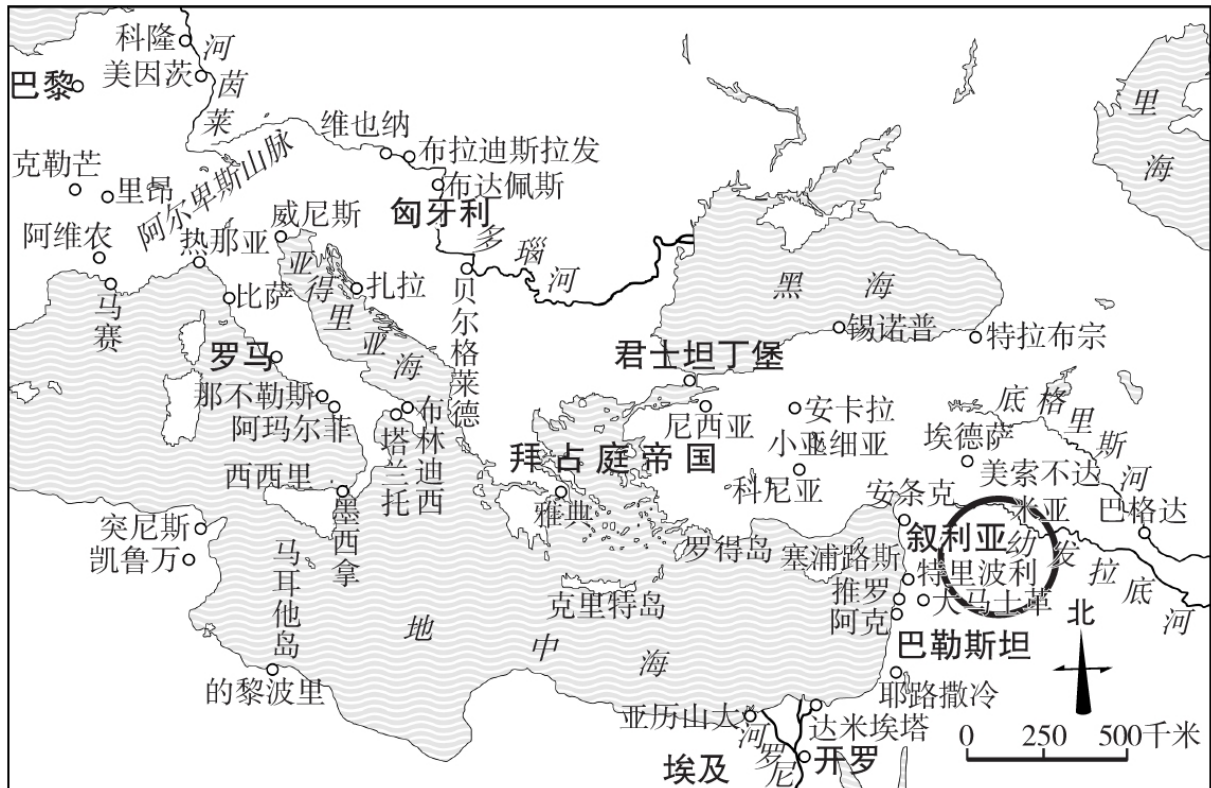 科隆
美因茨
巴黎
莱茵河
维也纳
布拉迪斯拉发
布达佩斯
匈牙利
克勒芒
里昂
阿尔卑斯山脉
阿维农
热那亚
威尼斯
多瑙河
里海
马赛
比萨
扎拉
亚得里亚海
贝尔格莱德
黑海
锡诺普
特拉布宗
罗马
君士坦丁堡
那不勒斯
阿玛尔菲
布林迪西
塔兰托
尼西亚
安卡拉
小亚细亚
拜占庭帝国
底格里斯河
埃德萨
美索不达米亚
西西里
墨西拿
雅典
科尼亚
安条克
巴格达
突尼斯
凯鲁万
马耳他岛
罗得岛
塞浦路斯
叙利亚
幼发拉底河
特里波利
推罗
大马士革
阿克
克里特岛
地中海
巴勒斯坦
北
的黎波里
耶路撒冷
亚历山大
达米埃塔
尼罗河
埃及
开罗
0 250 500千米